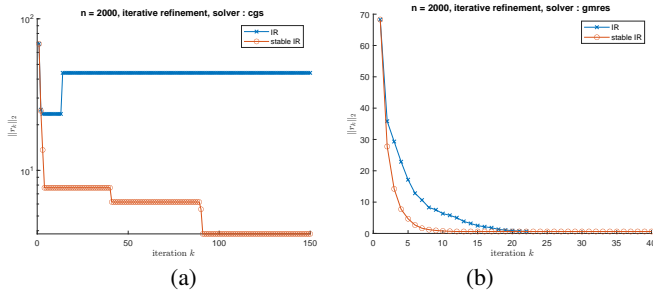 n = 2000, iterative refinement, solver : cgs
10²
10¹
||r_k||₂
0
50
100
150
iteration k
IR
stable IR
(a)
n = 2000, iterative refinement, solver : gmres
70
60
50
40
30
20
10
0
||r_k||₂
0
5
10
15
20
25
30
35
40
iteration k
IR
stable IR
(b)